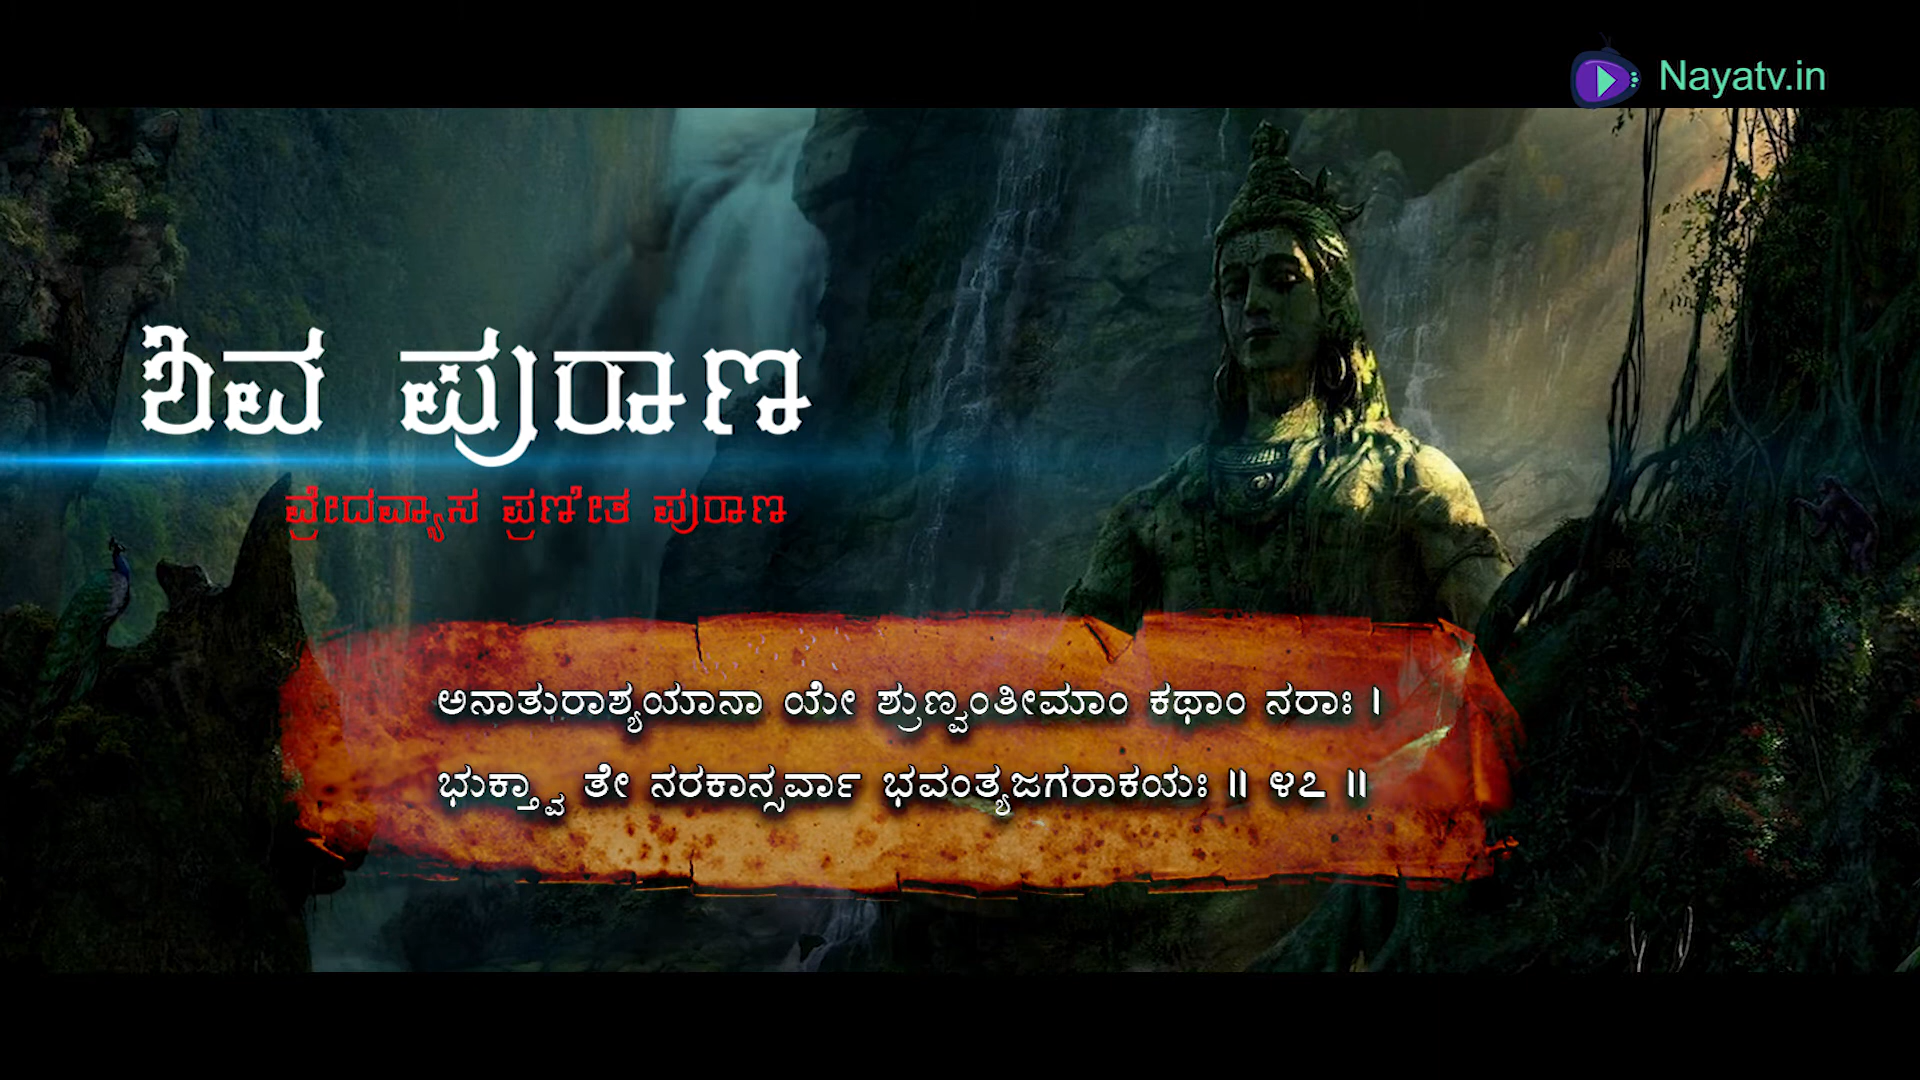 Nayatv.in
ಶಿವ ಪುರಾಣ
ವ್ರೇದವ್ಯಾಸ ಪ್ರಣೀತ ಪುರಾಣ
ಅನಾತುರಾಶ್ಯಯಾನಾ ಯೇ ಶ್ರುಣ್ವಂತೀಮಾಂ ಕಥಾಂ ನರಾಃ ।
ಭುಕ್ತ್ವಾ ತೇ ನರಕಾನ್ಸರ್ವಾ ಭವಂತ್ಯಜಗರಾಕಯಃ ॥ ೪೭ ॥